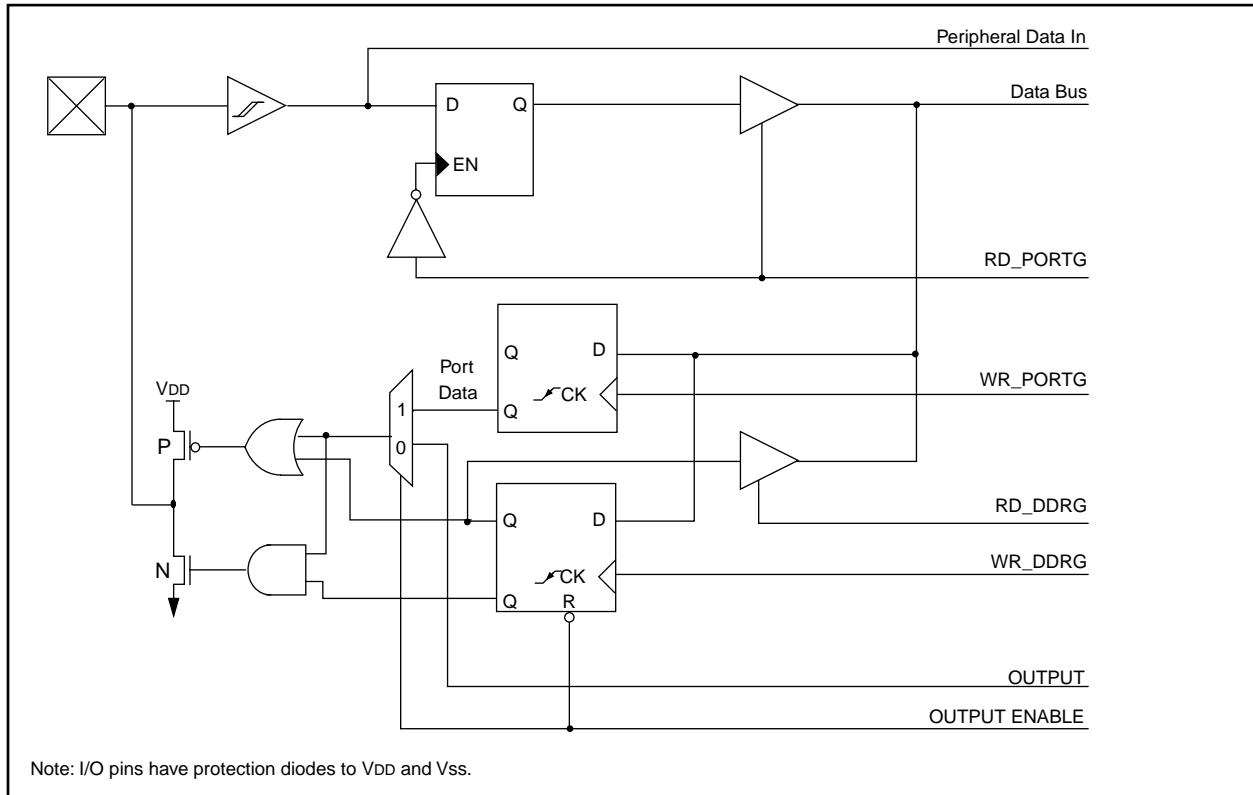 Peripheral Data In
D
Q
Data Bus
EN
RD_PORTG
Q
D
Port
Data
WR_PORTG
CK
Q
VDD
1
0
P
RD_DDRG
Q
D
WR_DDRG
N
CK
Q
R
OUTPUT
OUTPUT ENABLE
Note: I/O pins have protection diodes to VDD and Vss.